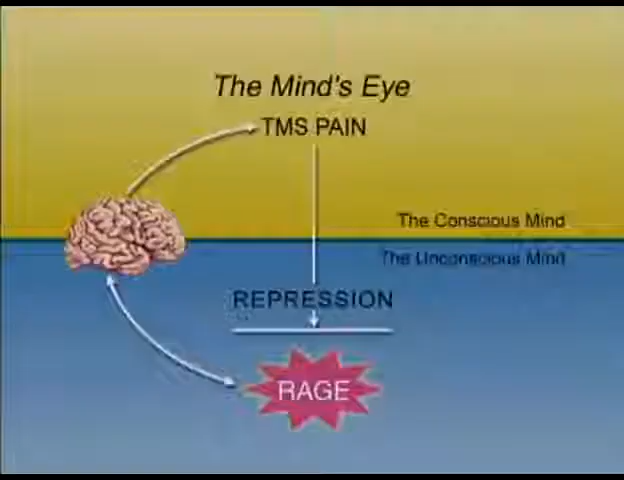 The Mind's Eye
TMS PAIN
The Conscious Mind
The Unconscious Mind
REPRESSION
RAGE